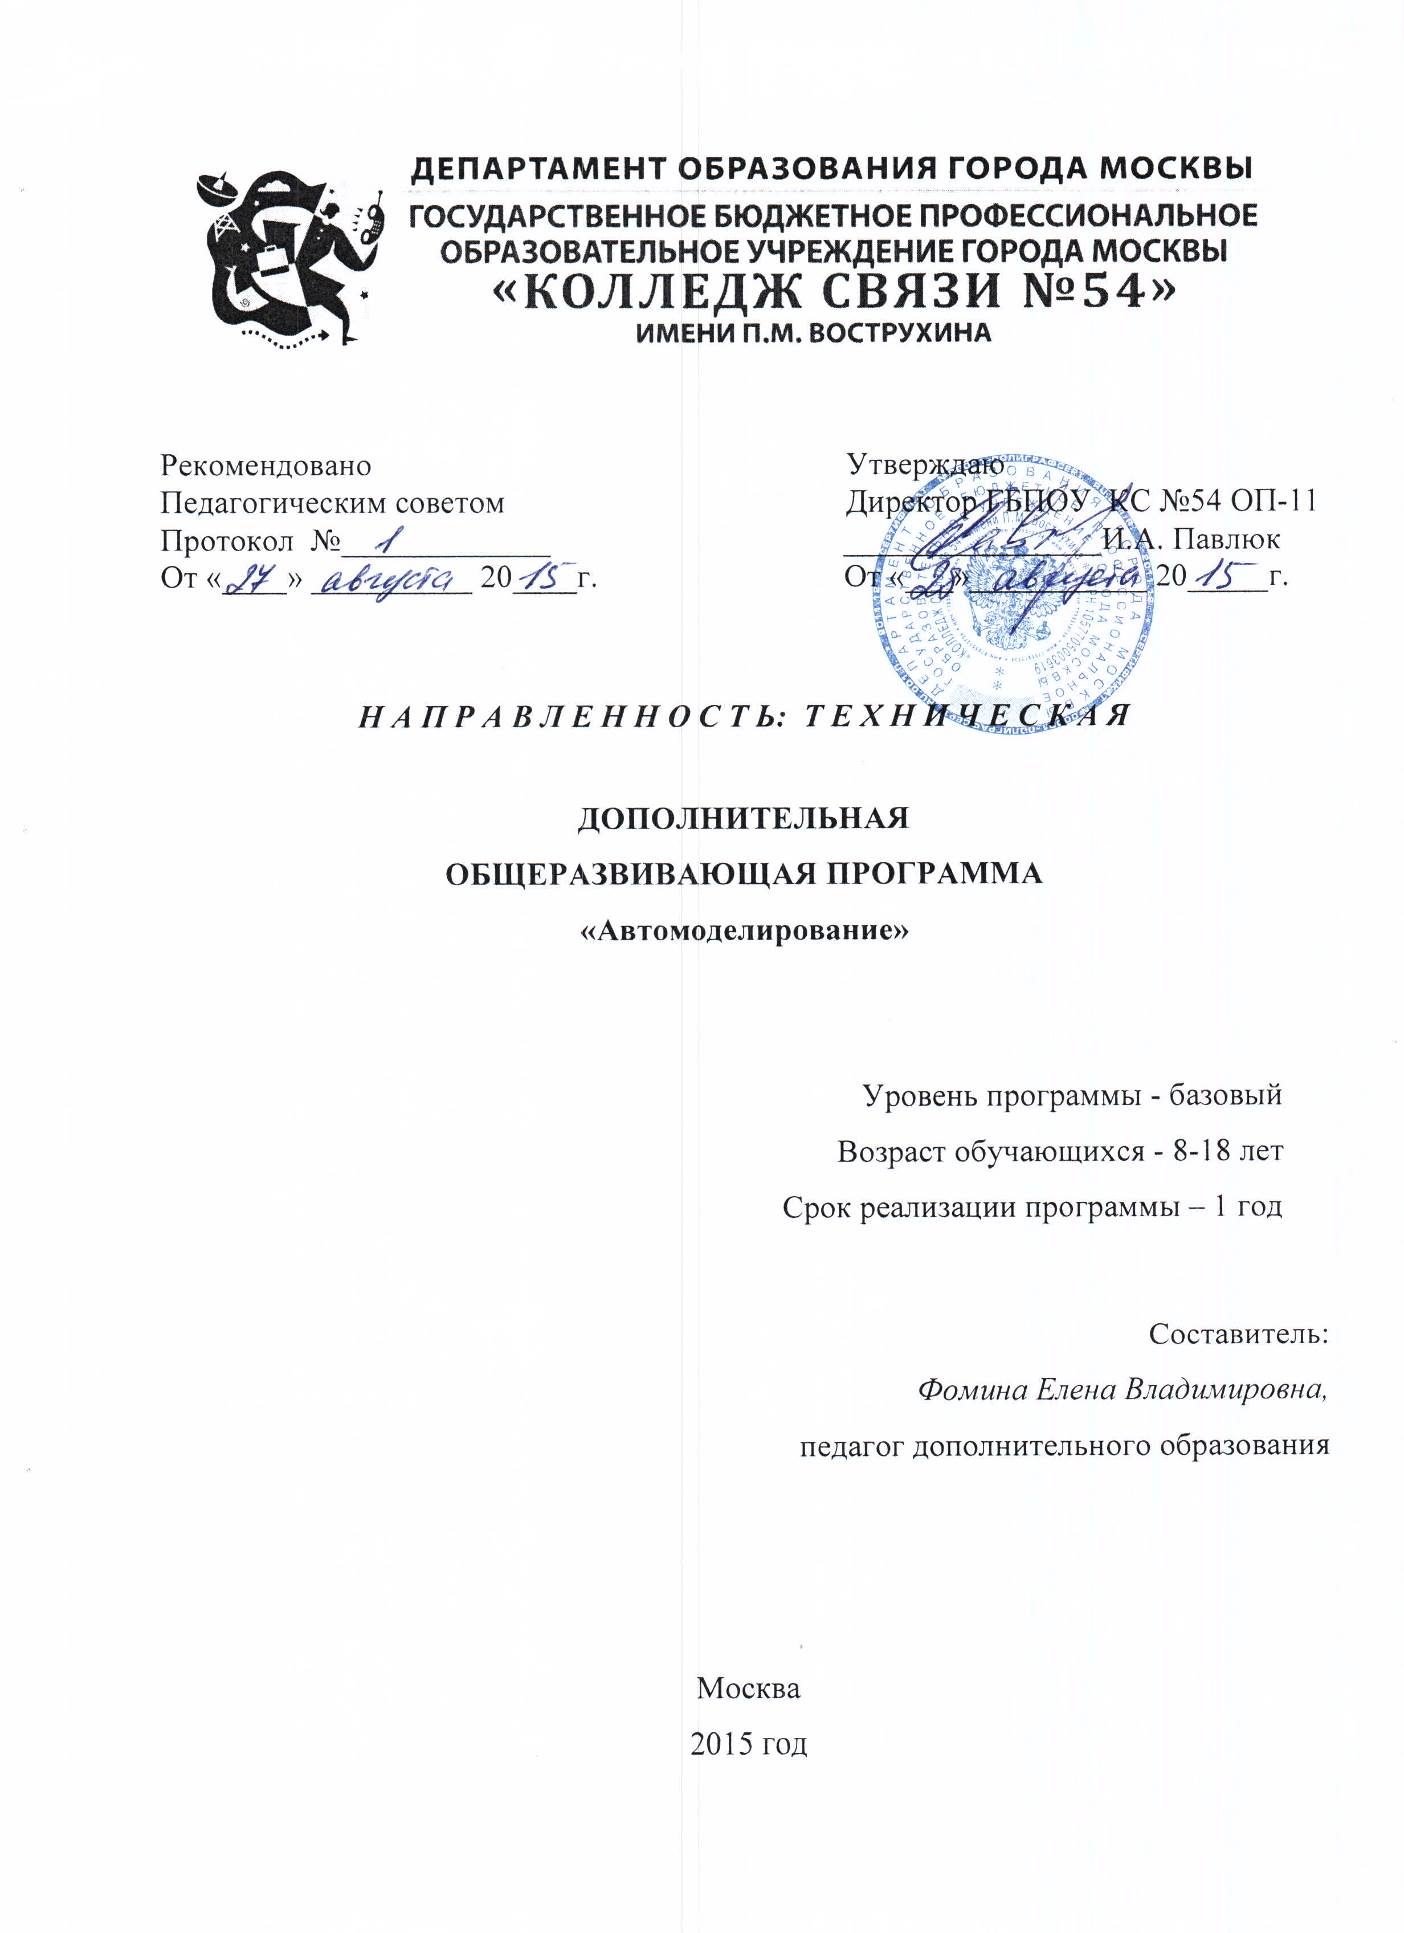 ДЕПАРТАМЕНТ ОБРАЗОВАНИЯ ГОРОДА МОСКВЫ
ГОСУДАРСТВЕННОЕ БЮДЖЕТНОЕ ПРОФЕССИОНАЛЬНОЕ
ОБРАЗОВАТЕЛЬНОЕ УЧРЕЖДЕНИЕ ГОРОДА МОСКВЫ
«КОЛЛЕДЖ СВЯЗИ №54»
ИМЕНИ П.М. ВОСТРУХИНА
Рекомендовано
Педагогическим советом
Протокол № 1
От «27» августа 2015 г.
Утверждаю
Директор ГБПОУ КС №54 ОП-11
И.А. Павлюк
От «   » августа 2015 г.
НАПРАВЛЕННОСТЬ: ТЕХНИЧЕСКАЯ
ДОПОЛНИТЕЛЬНАЯ
ОБЩЕРАЗВИВАЮЩАЯ ПРОГРАММА
«Автомоделирование»
Уровень программы - базовый
Возраст обучающихся - 8-18 лет
Срок реализации программы – 1 год
Составитель:
Фомина Елена Владимировна,
педагог дополнительного образования
Москва
2015 год